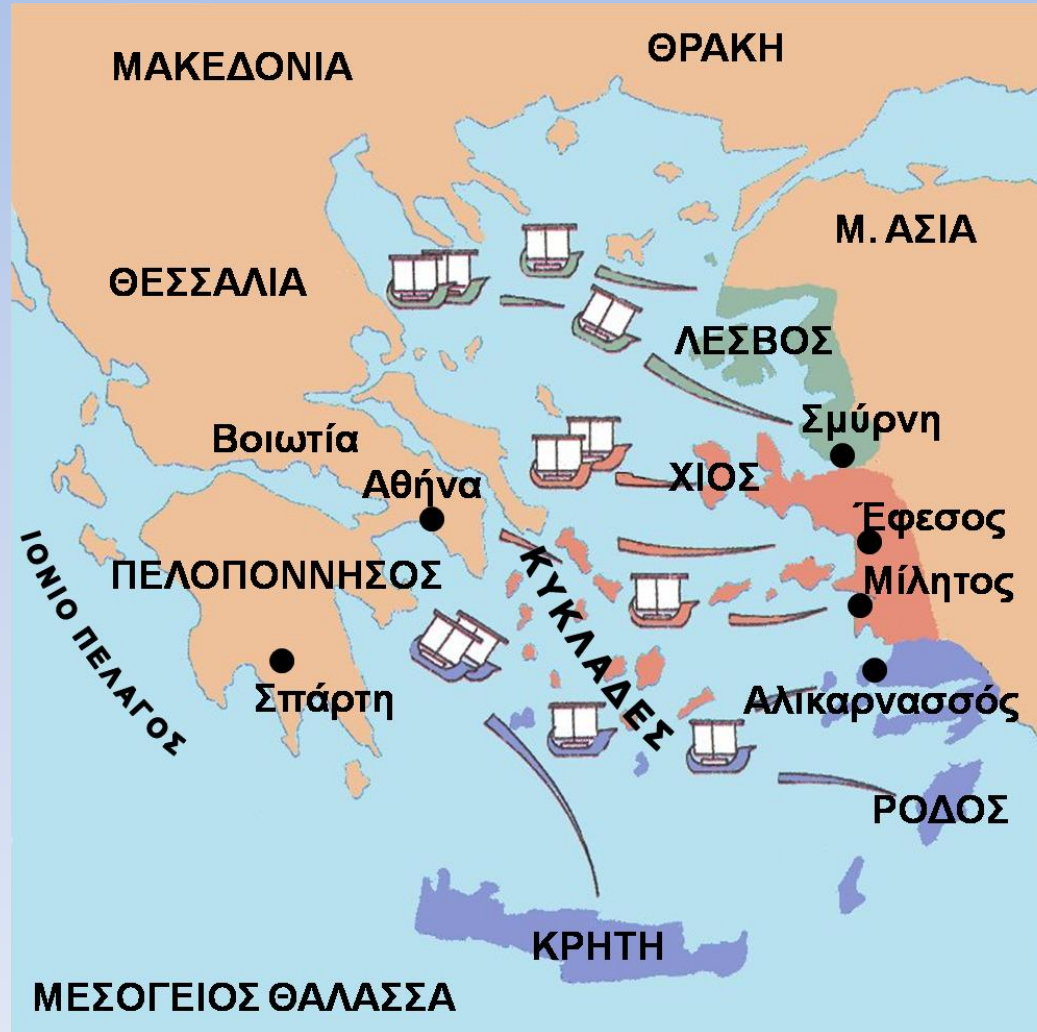 ΜΑΚΕΔΟΝΙΑ
ΘΡΑΚΗ
Μ. ΑΣΙΑ
ΘΕΣΣΑΛΙΑ
ΛΕΣΒΟΣ
Σμύρνη
Βοιωτία
Αθήνα
ΧΙΟΣ
Έφεσος
ΙΟΝΙΟ ΠΕΛΑΓΟΣ
ΠΕΛΟΠΟΝΝΗΣΟΣ
ΚΥΚΛΑΔΕΣ
Μίλητος
Σπάρτη
Αλικαρνασσός
ΡΟΔΟΣ
ΚΡΗΤΗ
ΜΕΣΟΓΕΙΟΣ ΘΑΛΑΣΣΑ